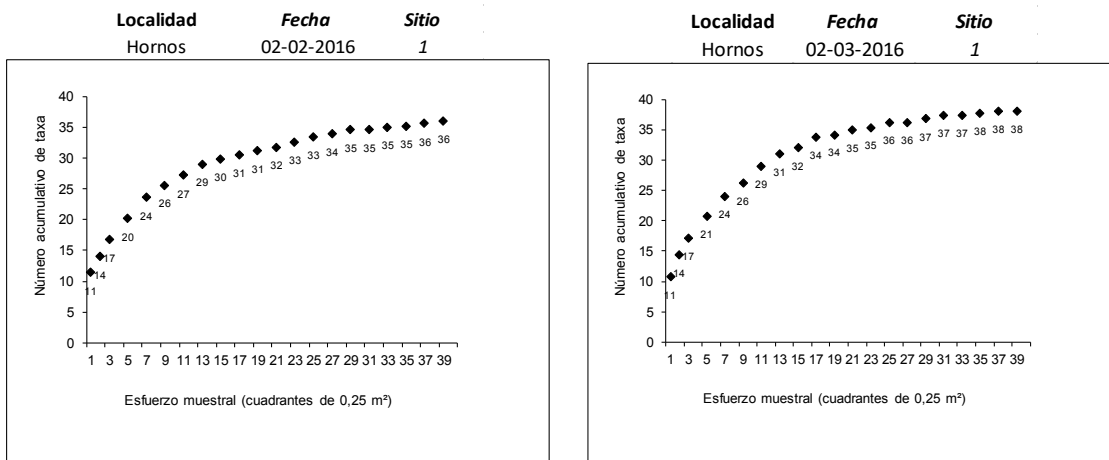 Localidad Fecha Sitio
Hornos 02-02-2016 1
Número acumulativo de taxa
40
35
30
25
20
15
10
5
0
11 14 17 20 24 26 27 29 30 31 31 32 33 33 34 35 35 35 35 36 36
1 3 5 7 9 11 13 15 17 19 21 23 25 27 29 31 33 35 37 39
Esfuerzo muestral (cuadrantes de 0,25 m²)
Localidad Fecha Sitio
Hornos 02-03-2016 1
Número acumulativo de taxa
40
35
30
25
20
15
10
5
0
11 14 17 21 24 26 29 31 32 34 34 35 35 36 36 37 37 37 38 38 38
1 3 5 7 9 11 13 15 17 19 21 23 25 27 29 31 33 35 37 39
Esfuerzo muestral (cuadrantes de 0,25 m²)